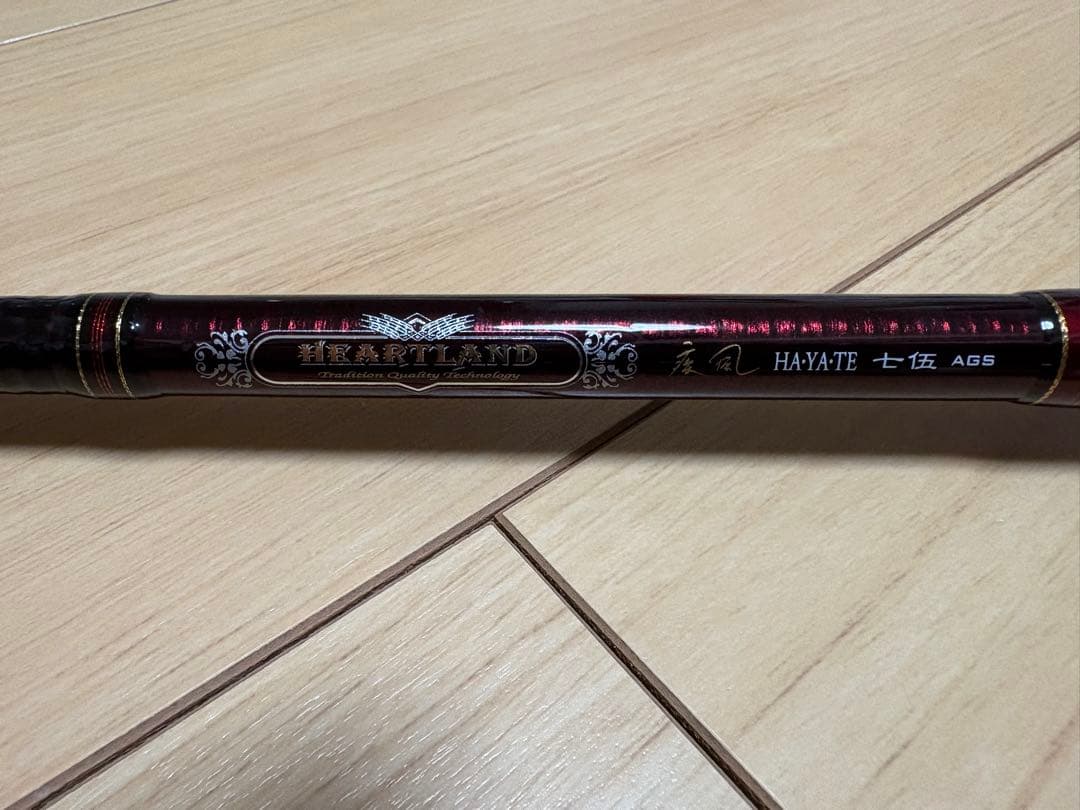 HEARTLAND
Tradition Quality Technology
疾風 HA・YA・TE 七伍 AGS